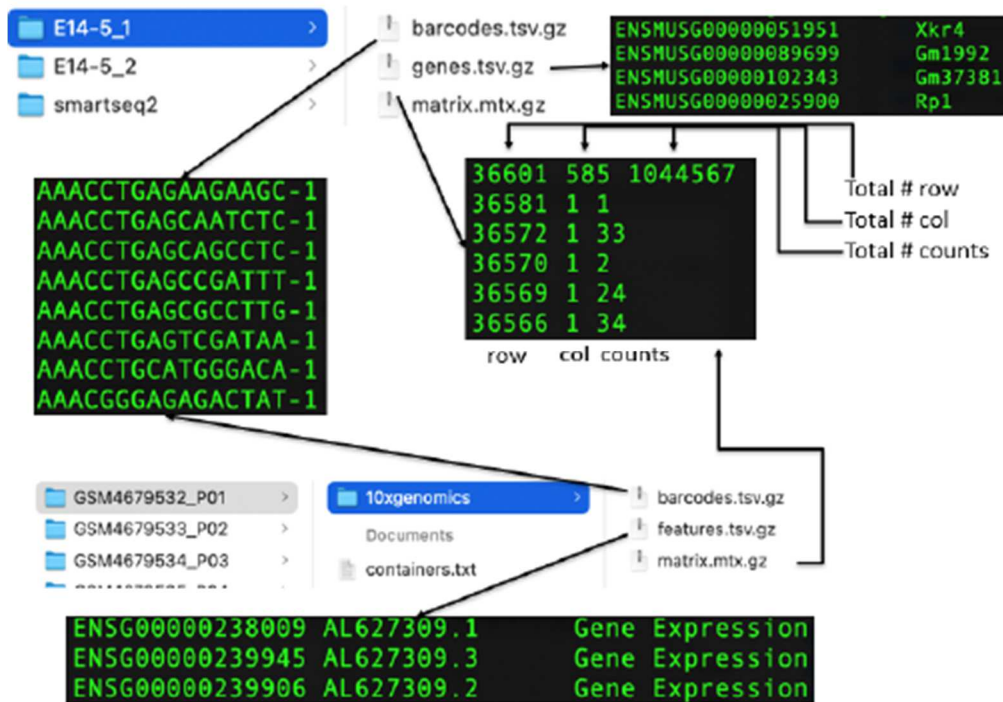 E14-5_1
E14-5_2
smartseq2
barcodes.tsv.gz
genes.tsv.gz
matrix.mtx.gz
ENSMUSG00000051951 Xkr4
ENSMUSG00000089699 Gm1992
ENSMUSG00000102343 Gm37381
ENSMUSG00000025900 Rp1
AAACCTGAGAAGAAGC-1
AAACCTGAGCAATCTC-1
AAACCTGAGCAGCCTC-1
AAACCTGAGCCGATTT-1
AAACCTGAGCGCCTTG-1
AAACCTGAGTCGATAA-1
AAACCTGCATGGGACA-1
AAACGGGAGAGACTAT-1
36601 585 1044567
36581 1 1
36572 1 33
36570 1 2
36569 1 24
36566 1 34
row col counts
Total # row
Total # col
Total # counts
GSM4679532_P01
GSM4679533_P02
GSM4679534_P03
10xgenomics
Documents
containers.txt
barcodes.tsv.gz
features.tsv.gz
matrix.mtx.gz
ENSG00000238009 AL627309.1 Gene Expression
ENSG00000239945 AL627309.3 Gene Expression
ENSG00000239906 AL627309.2 Gene Expression